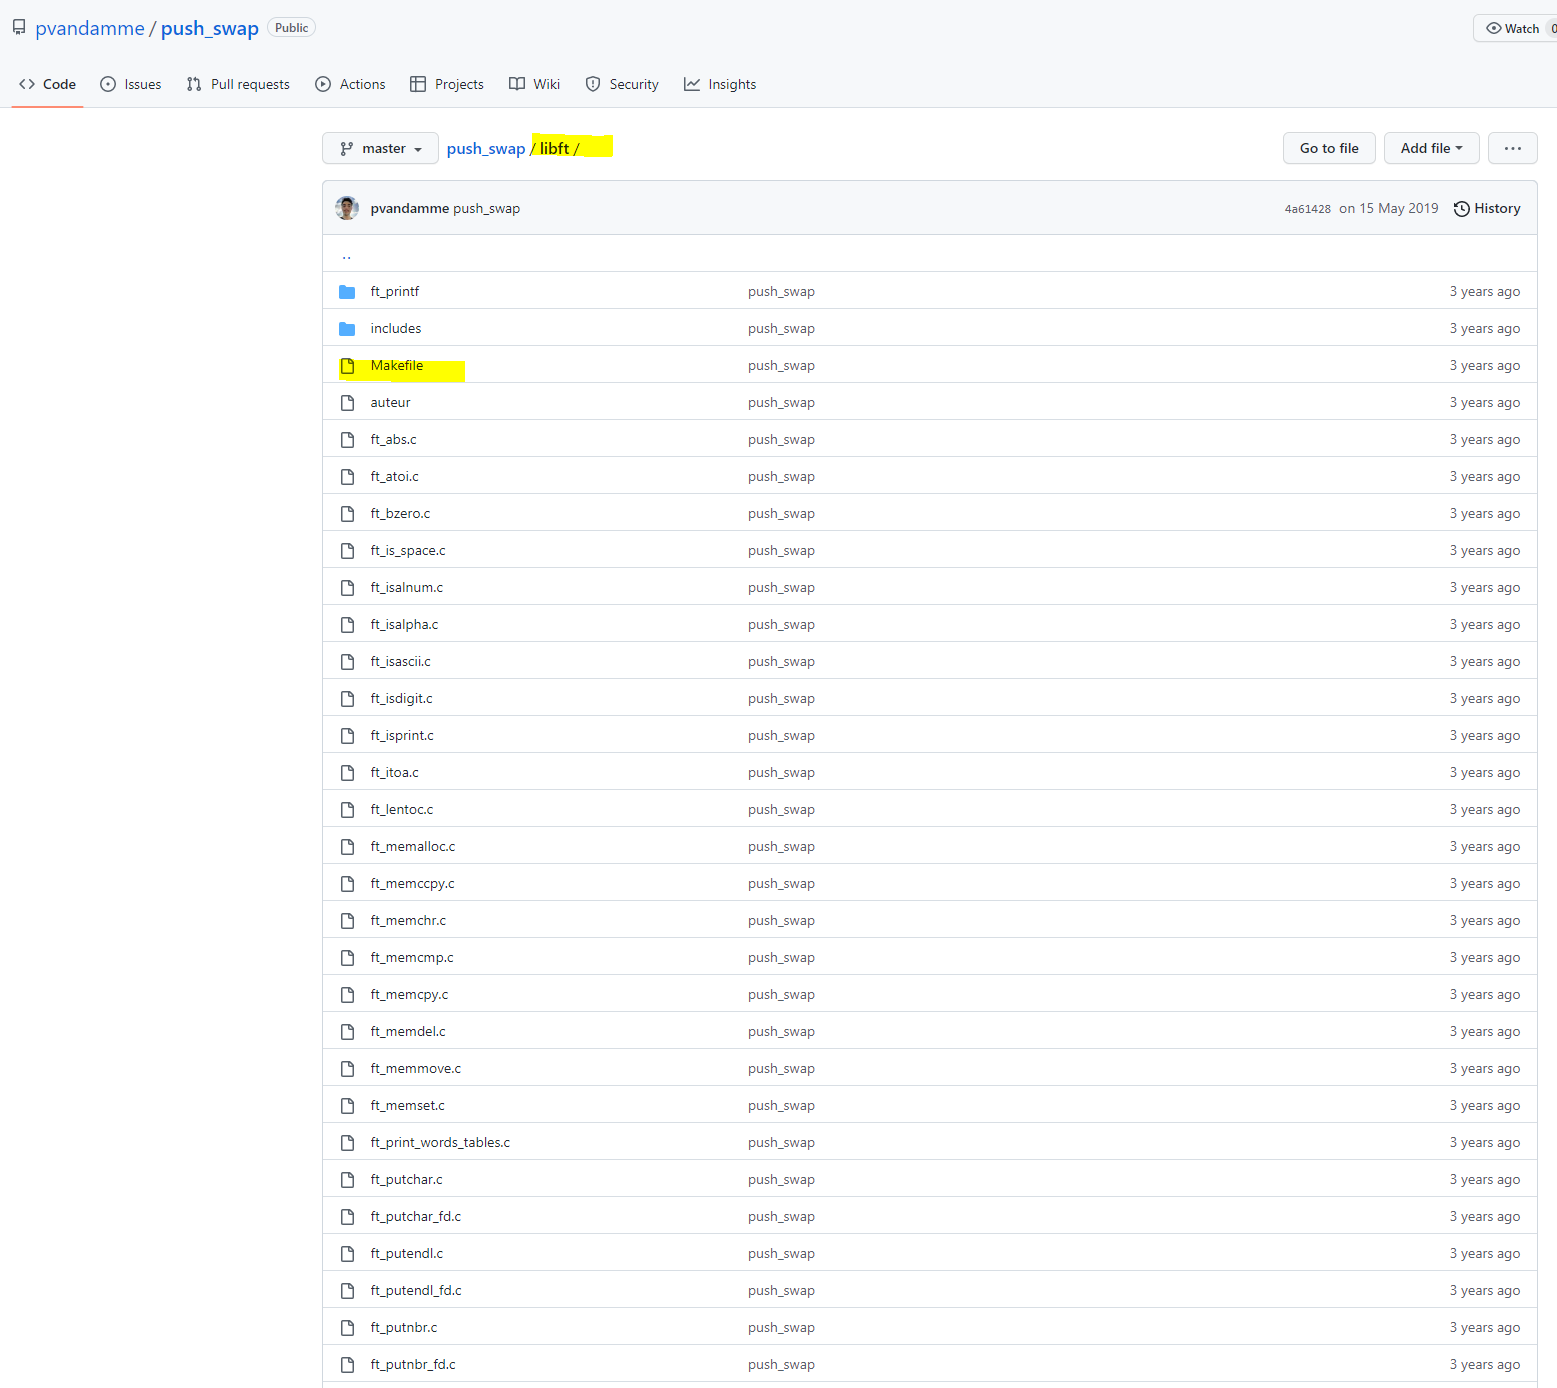 pvandamme / push_swap Public Watch 0
Code Issues Pull requests Actions Projects Wiki Security Insights
master push_swap / libft / Go to file Add file ...
pvandamme push_swap 4a61428 on 15 May 2019 History
..
ft_printf push_swap 3 years ago
includes push_swap 3 years ago
Makefile push_swap 3 years ago
auteur push_swap 3 years ago
ft_abs.c push_swap 3 years ago
ft_atoi.c push_swap 3 years ago
ft_bzero.c push_swap 3 years ago
ft_is_space.c push_swap 3 years ago
ft_isalnum.c push_swap 3 years ago
ft_isalpha.c push_swap 3 years ago
ft_isascii.c push_swap 3 years ago
ft_isdigit.c push_swap 3 years ago
ft_isprint.c push_swap 3 years ago
ft_itoa.c push_swap 3 years ago
ft_lentoc.c push_swap 3 years ago
ft_memalloc.c push_swap 3 years ago
ft_memccpy.c push_swap 3 years ago
ft_memchr.c push_swap 3 years ago
ft_memcmp.c push_swap 3 years ago
ft_memcpy.c push_swap 3 years ago
ft_memdel.c push_swap 3 years ago
ft_memmove.c push_swap 3 years ago
ft_memset.c push_swap 3 years ago
ft_print_words_tables.c push_swap 3 years ago
ft_putchar.c push_swap 3 years ago
ft_putchar_fd.c push_swap 3 years ago
ft_putendl.c push_swap 3 years ago
ft_putendl_fd.c push_swap 3 years ago
ft_putnbr.c push_swap 3 years ago
ft_putnbr_fd.c push_swap 3 years ago